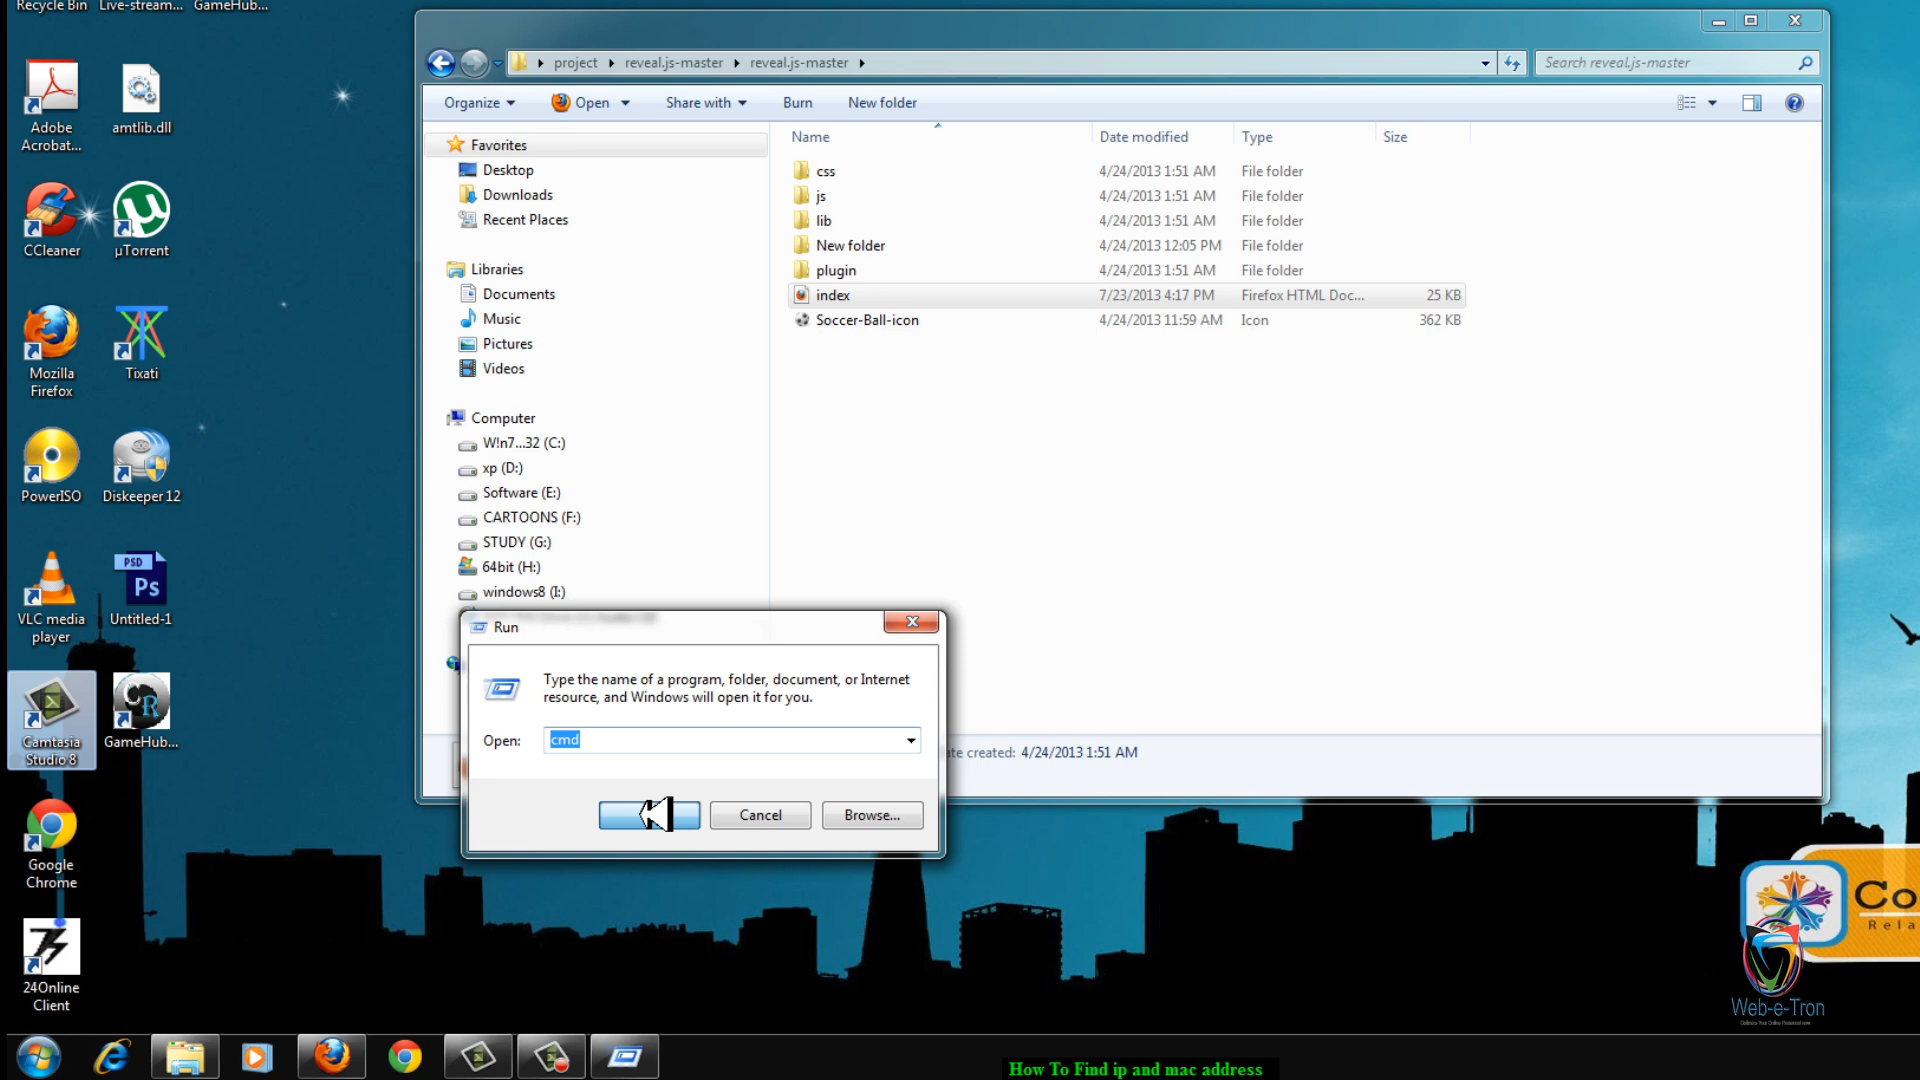 Recycle Bin
Live-stream...
GameHub...
Adobe
Acrobat...
amtlib.dll
CCleaner
µTorrent
Mozilla
Firefox
Tixati
PowerISO
Diskeeper 12
VLC media
player
PSD
Ps
Untitled-1
Camtasia
Studio 8
GameHub...
Google
Chrome
24Online
Client
project
reveal.js-master
reveal.js-master
Search reveal.js-master
Organize
Open
Share with
Burn
New folder
Favorites
Desktop
Downloads
Recent Places
Libraries
Documents
Music
Pictures
Videos
Computer
W!n7...32 (C:)
xp (D:)
Software (E:)
CARTOONS (F:)
STUDY (G:)
64bit (H:)
windows8 (I:)
Name Date modified Type Size
css 4/24/2013 1:51 AM File folder
js 4/24/2013 1:51 AM File folder
lib 4/24/2013 1:51 AM File folder
New folder 4/24/2013 12:05 PM File folder
plugin 4/24/2013 1:51 AM File folder
index 7/23/2013 4:17 PM Firefox HTML Doc... 25 KB
Soccer-Ball-icon 4/24/2013 11:59 AM Icon 362 KB
ate created: 4/24/2013 1:51 AM
Run
Type the name of a program, folder, document, or Internet
resource, and Windows will open it for you.
Open: cmd
Cancel
Browse...
Co
Rela
Web-e-Tron
How To Find ip and mac address